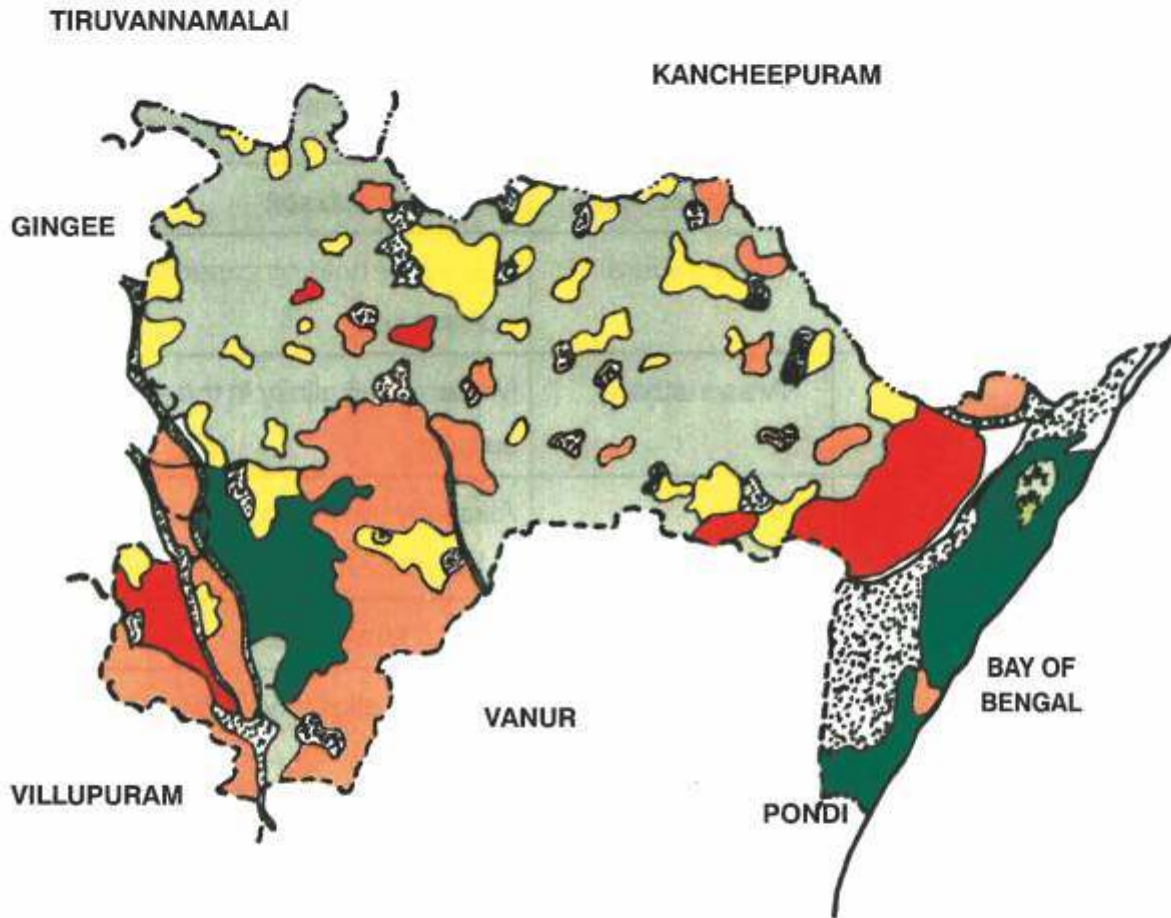 TIRUVANNAMALAI
KANCHEEPURAM
GINGEE
BAY OF
BENGAL
VANUR
VILLUPURAM
PONDI